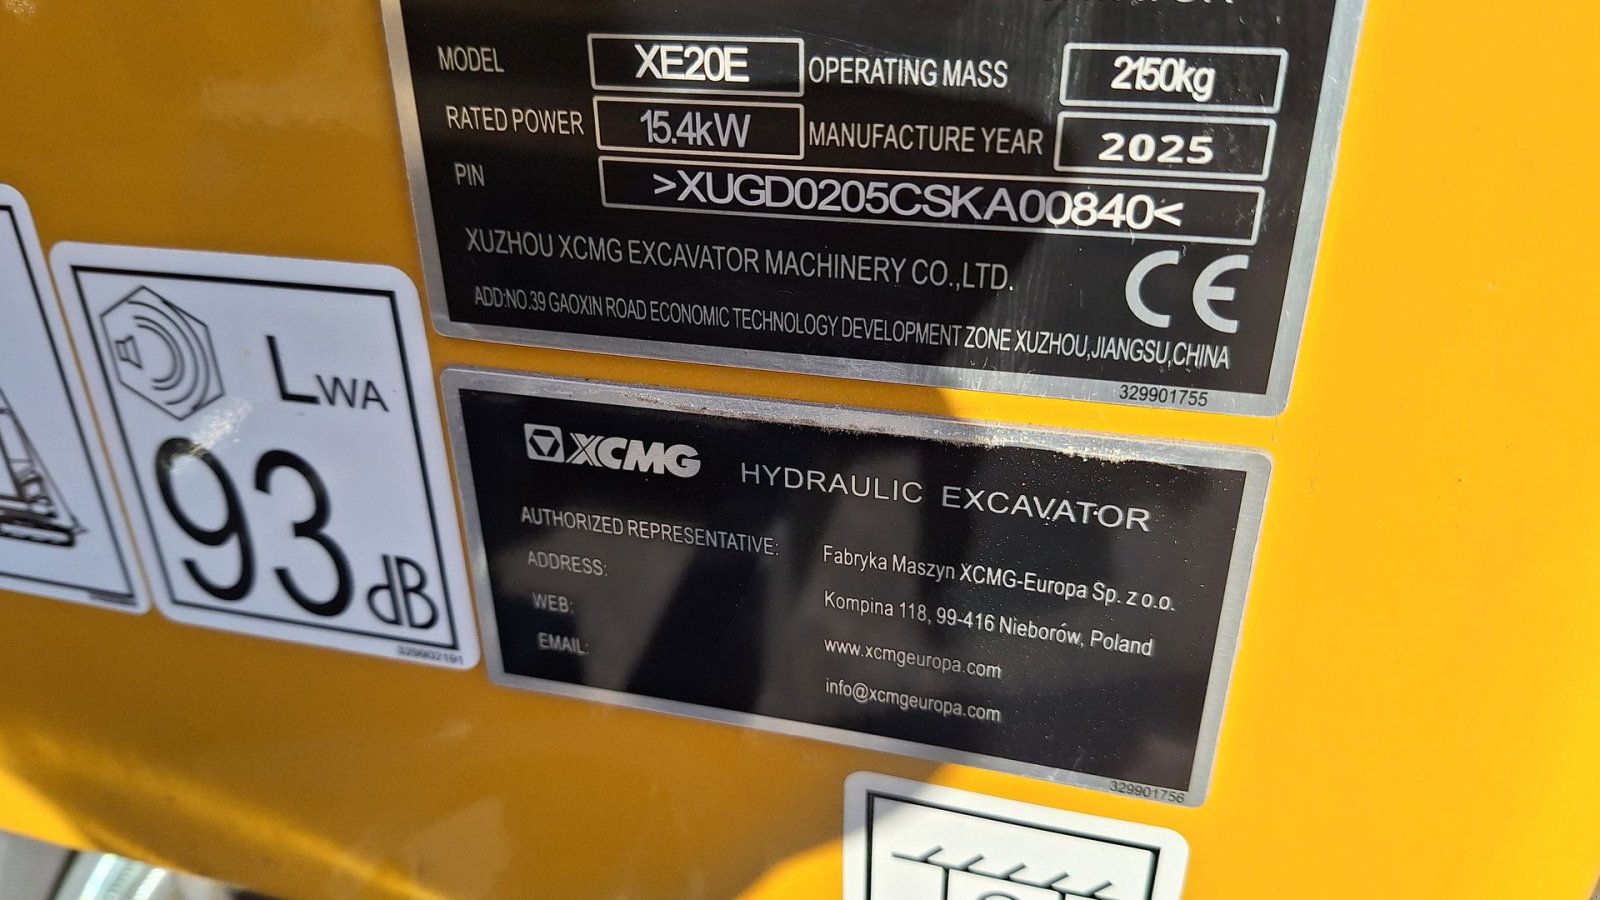 MODEL XE20E OPERATING MASS 2150kg
RATED POWER 15.4kW MANUFACTURE YEAR 2025
PIN >XUGD0205CSKA00840<
XUZHOU XCMG EXCAVATOR MACHINERY CO.,LTD.
CE
ADD:NO.39 GAOXIN ROAD ECONOMIC TECHNOLOGY DEVELOPMENT ZONE XUZHOU,JIANGSU,CHINA
329901755
LWA
93 dB
329902191
XCMG HYDRAULIC EXCAVATOR
AUTHORIZED REPRESENTATIVE: Fabryka Maszyn XCMG-Europa Sp. z o.o.
ADDRESS: Kompina 118, 99-416 Nieborów, Poland
WEB: www.xcmgeuropa.com
EMAIL: info@xcmgeuropa.com
329901756